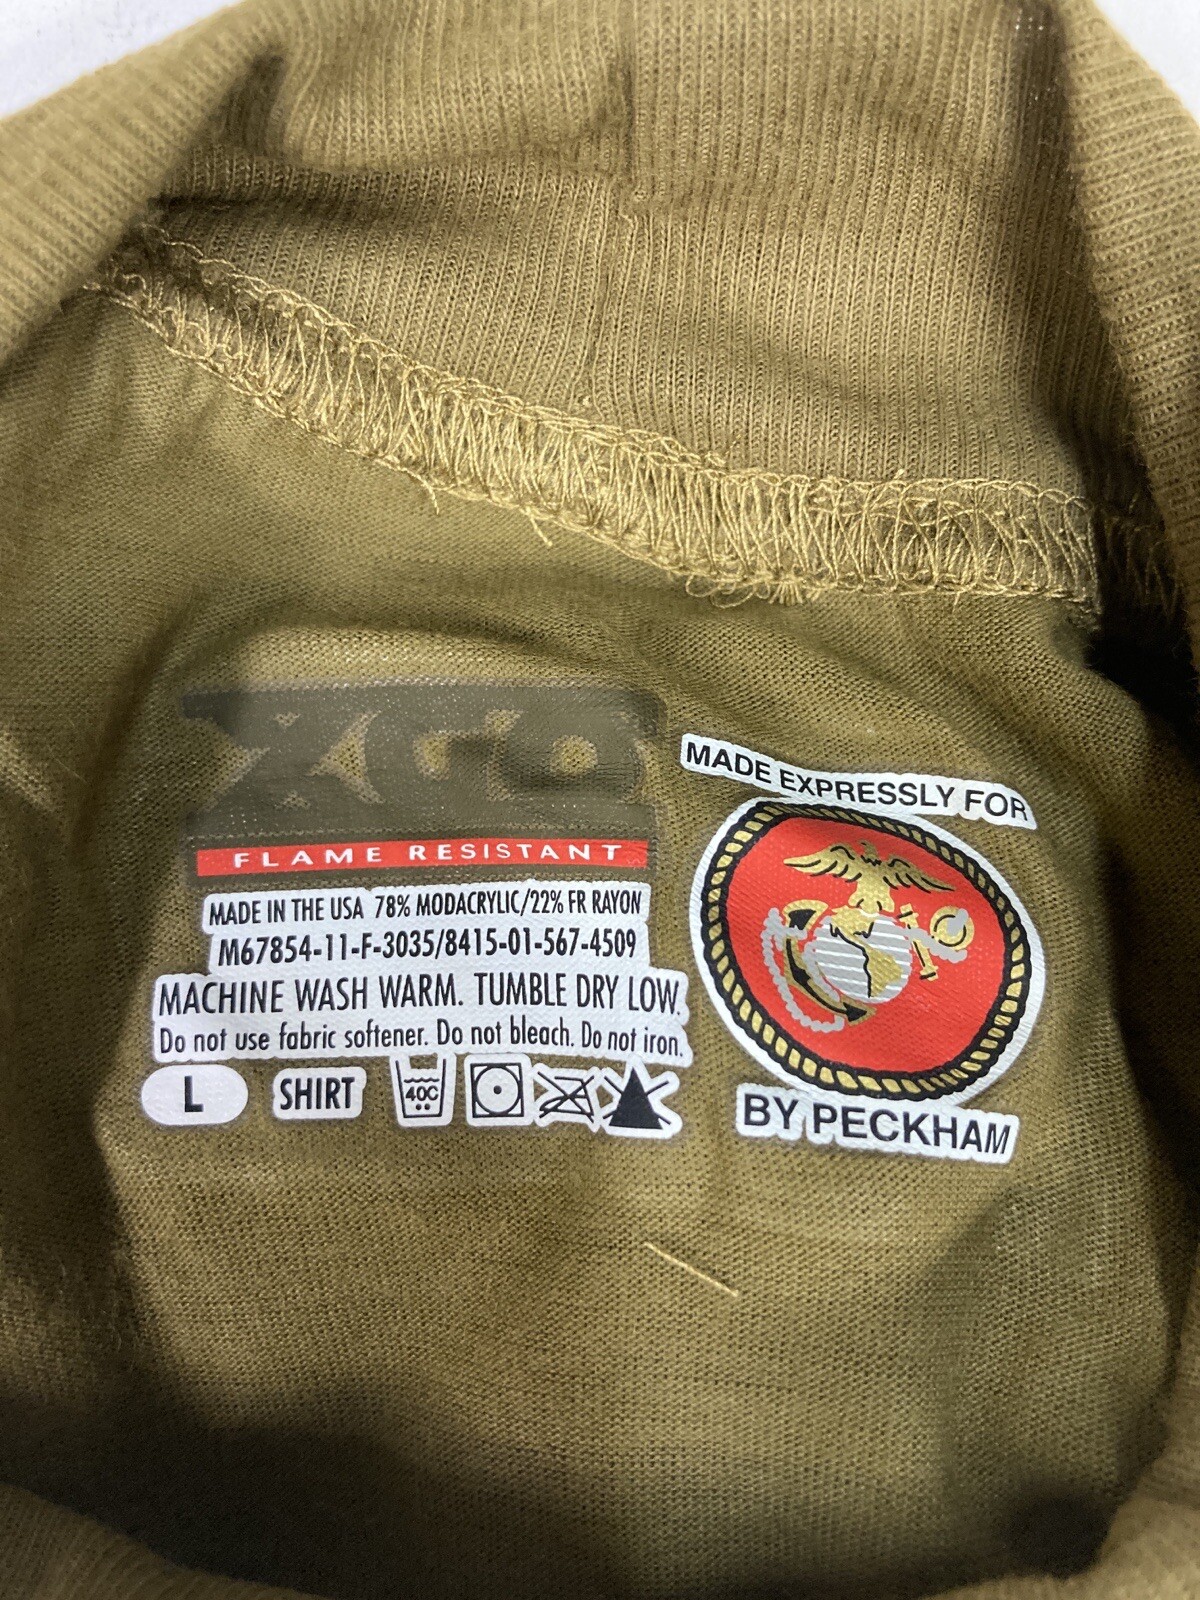 XGO
FLAME RESISTANT
MADE IN THE USA 78% MODACRYLIC/22% FR RAYON
M67854-11-F-3035/8415-01-567-4509
MACHINE WASH WARM. TUMBLE DRY LOW.
Do not use fabric softener. Do not bleach. Do not iron.
L SHIRT 40C
MADE EXPRESSLY FOR
BY PECKHAM